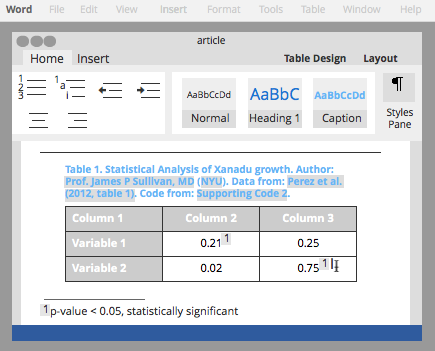 Word File Edit View Insert Format Tools Table Window Help
article
Home Insert Table Design Layout
1
2
3
1
a
i
AaBbCcDd AaBbC AaBbCcDd ¶
Normal Heading 1 Caption Styles
Pane
Table 1. Statistical Analysis of Xanadu growth. Author:
Prof. James P Sullivan, MD (NYU). Data from: Perez et al.
(2012, table 1). Code from: Supporting Code 2.
Column 1 Column 2 Column 3
Variable 1 0.21 1 0.25
Variable 2 0.02 0.75 1
1 p-value < 0.05, statistically significant